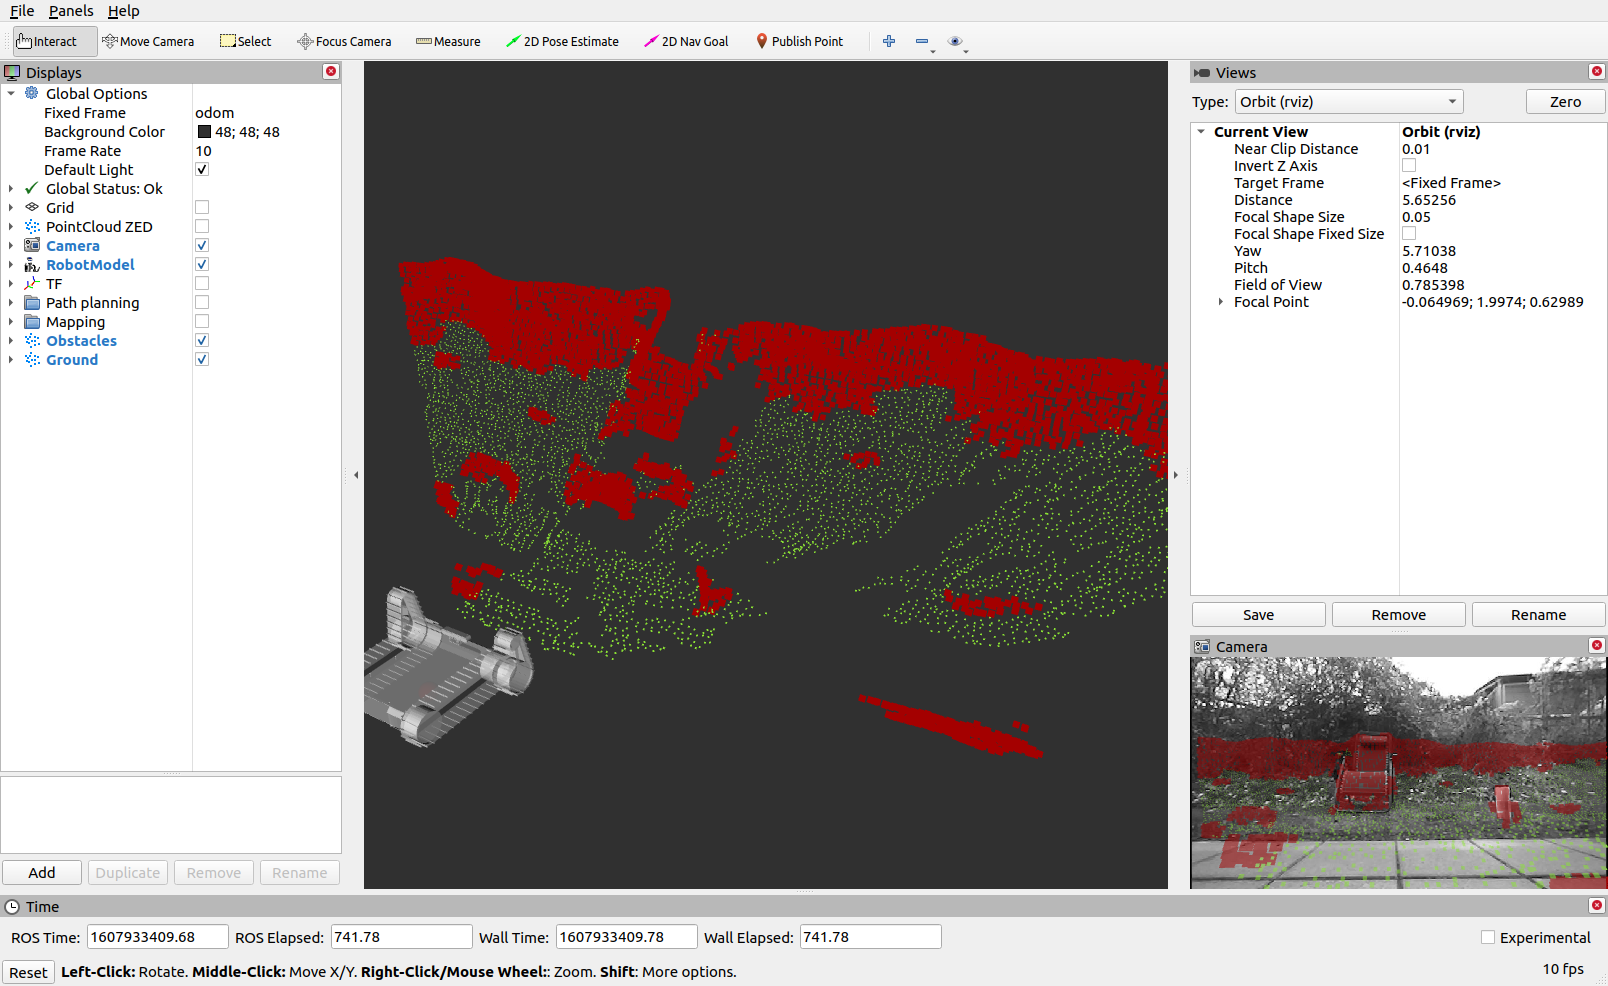 File Panels Help
Interact Move Camera Select Focus Camera Measure 2D Pose Estimate 2D Nav Goal Publish Point
Displays
Global Options
Fixed Frame odom
Background Color 48; 48; 48
Frame Rate 10
Default Light
Global Status: Ok
Grid
PointCloud ZED
Camera
RobotModel
TF
Path planning
Mapping
Obstacles
Ground
Add Duplicate Remove Rename
Views
Type: Orbit (rviz) Zero
Current View Orbit (rviz)
Near Clip Distance 0.01
Invert Z Axis
Target Frame <Fixed Frame>
Distance 5.65256
Focal Shape Size 0.05
Focal Shape Fixed Size
Yaw 5.71038
Pitch 0.4648
Field of View 0.785398
Focal Point -0.064969; 1.9974; 0.62989
Save Remove Rename
Camera
Time
ROS Time: 1607933409.68 ROS Elapsed: 741.78 Wall Time: 1607933409.78 Wall Elapsed: 741.78 Experimental
Reset Left-Click: Rotate. Middle-Click: Move X/Y. Right-Click/Mouse Wheel:: Zoom. Shift: More options. 10 fps